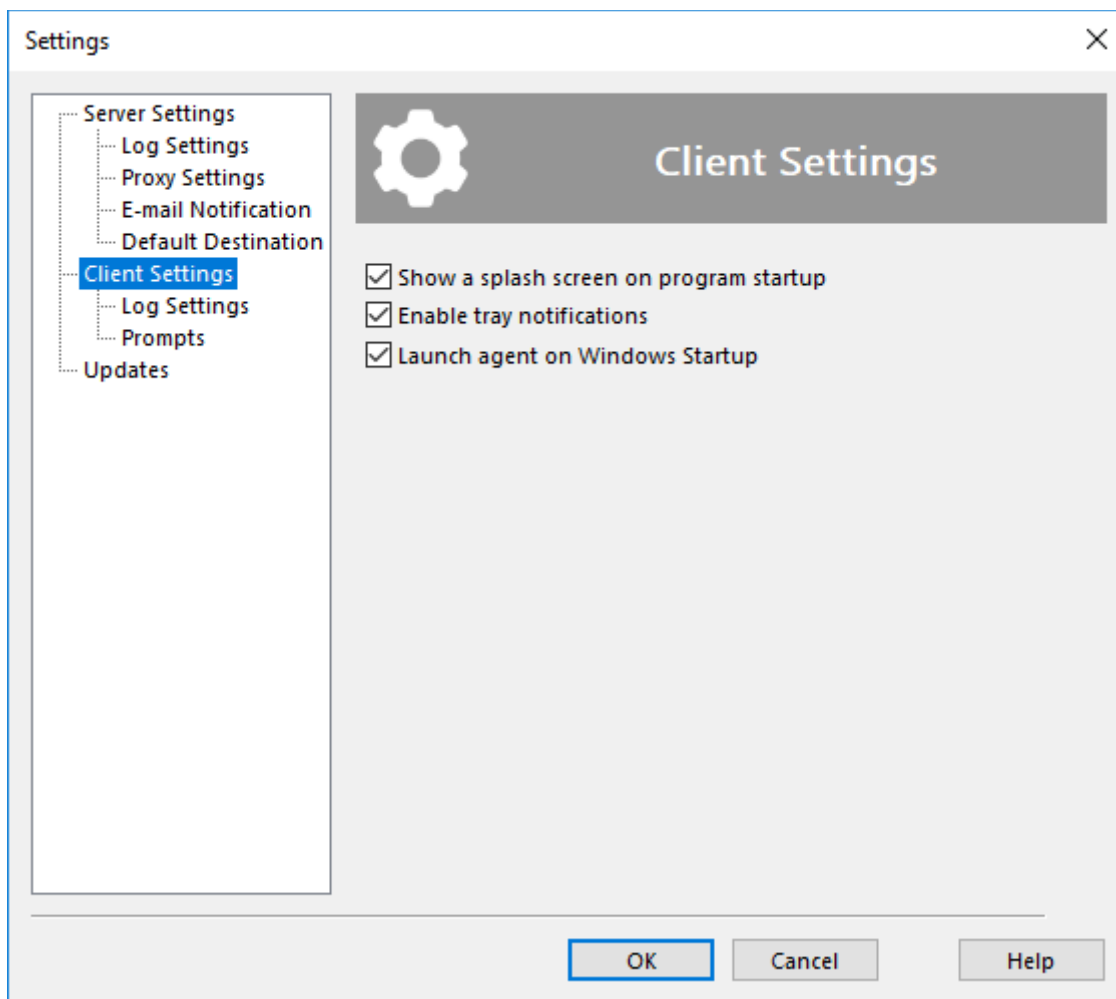 Settings
Server Settings
Log Settings
Proxy Settings
E-mail Notification
Default Destination
Client Settings
Log Settings
Prompts
Updates
Client Settings
Show a splash screen on program startup
Enable tray notifications
Launch agent on Windows Startup
OK
Cancel
Help